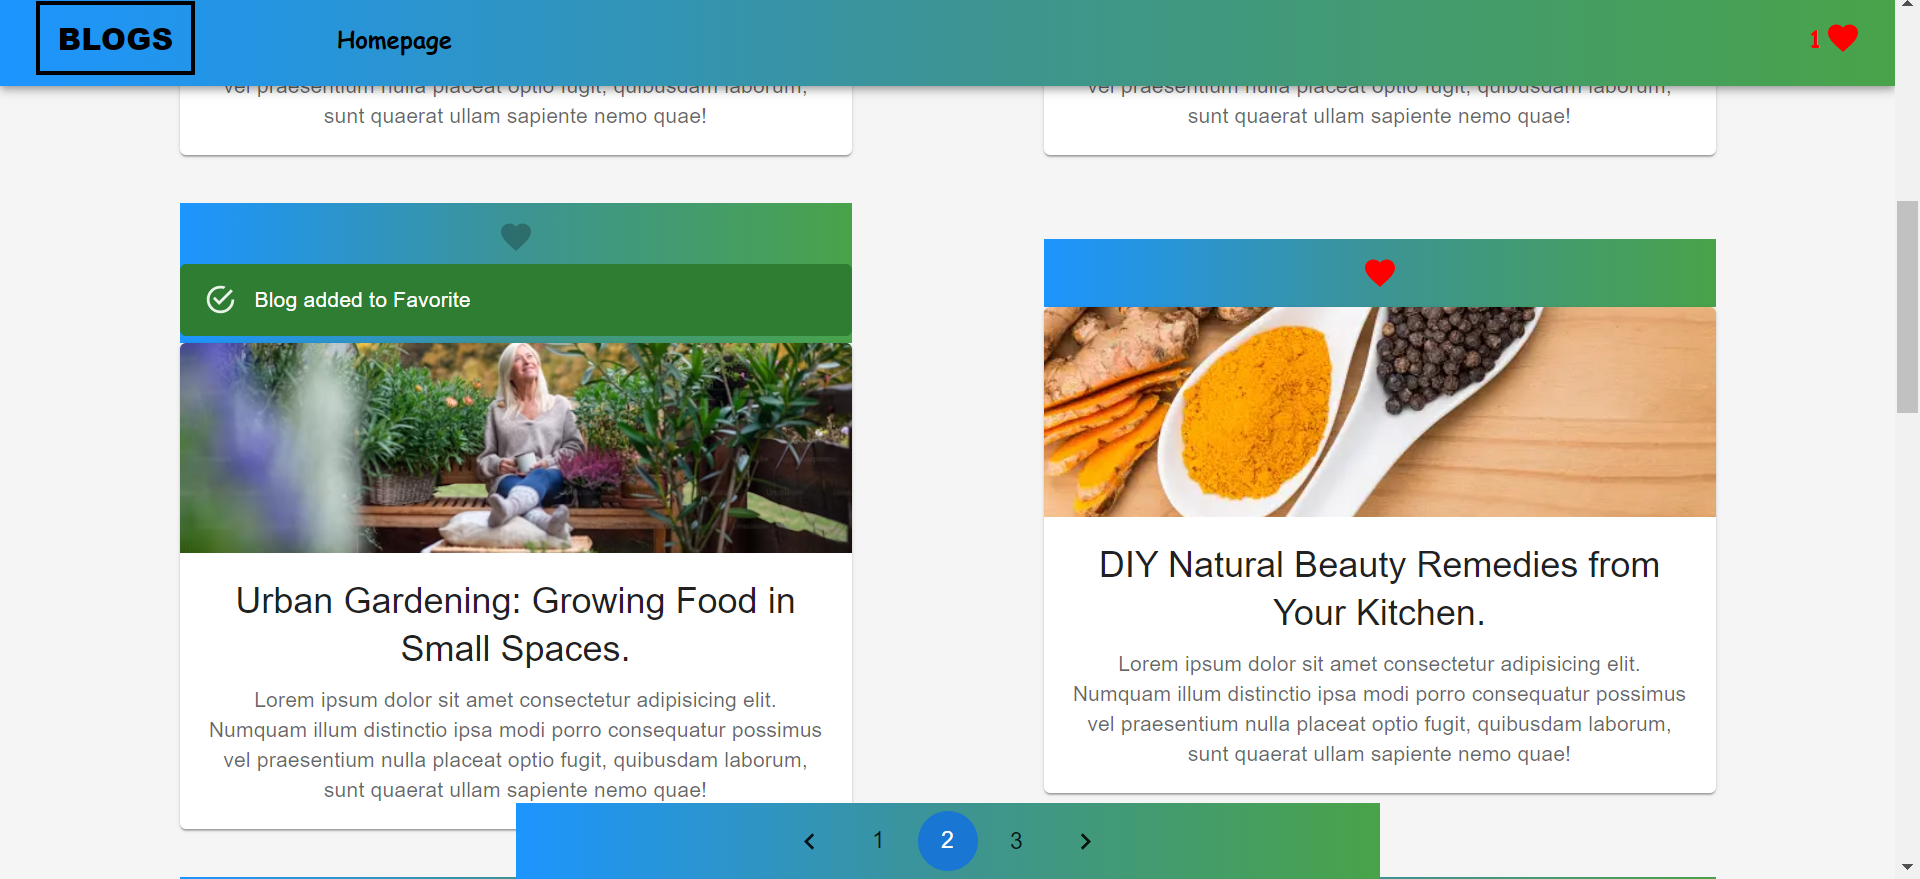 BLOGS
Homepage
1
vel praesentium nulla placeat optio fugit, quibusdam laborum,
sunt quaerat ullam sapiente nemo quae!
vel praesentium nulla placeat optio fugit, quibusdam laborum,
sunt quaerat ullam sapiente nemo quae!
Blog added to Favorite
Urban Gardening: Growing Food in
Small Spaces.
Lorem ipsum dolor sit amet consectetur adipisicing elit.
Numquam illum distinctio ipsa modi porro consequatur possimus
vel praesentium nulla placeat optio fugit, quibusdam laborum,
sunt quaerat ullam sapiente nemo quae!
DIY Natural Beauty Remedies from
Your Kitchen.
Lorem ipsum dolor sit amet consectetur adipisicing elit.
Numquam illum distinctio ipsa modi porro consequatur possimus
vel praesentium nulla placeat optio fugit, quibusdam laborum,
sunt quaerat ullam sapiente nemo quae!
1 2 3